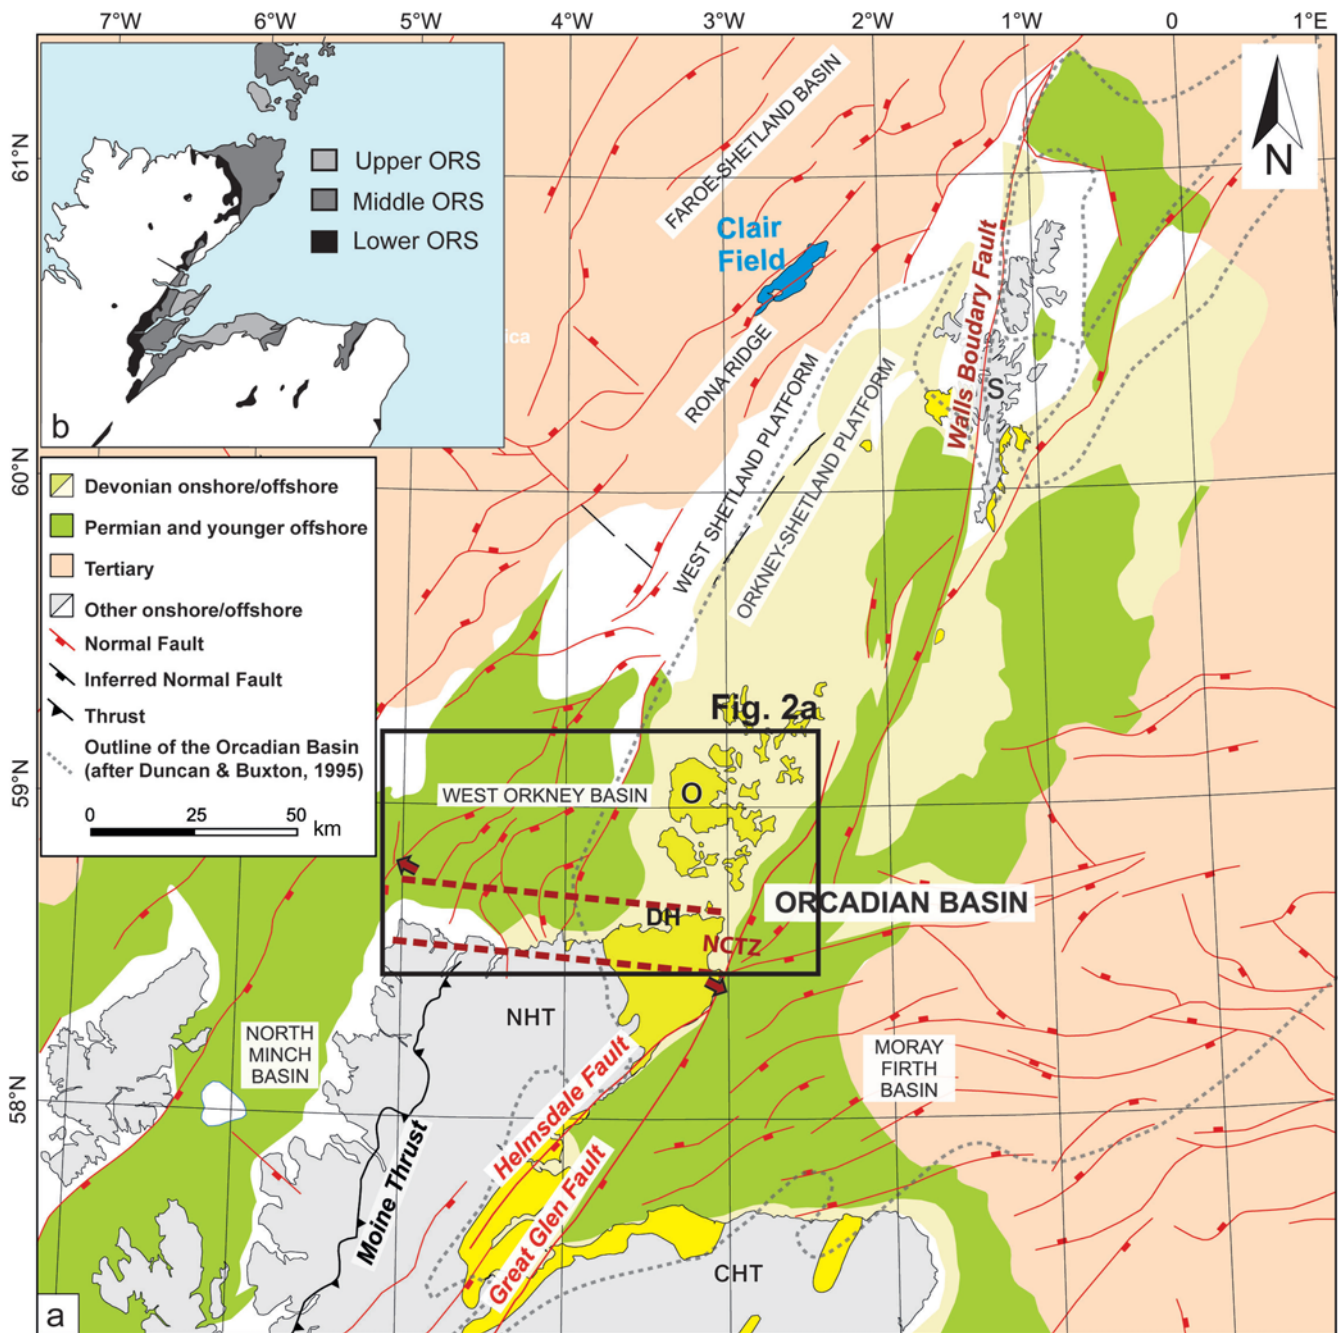 7°W 6°W 5°W 4°W 3°W 2°W 1°W 0 1°E
61°N
60°N
59°N
58°N
N
Upper ORS
Middle ORS
Lower ORS
b
Devonian onshore/offshore
Permian and younger offshore
Tertiary
Other onshore/offshore
Normal Fault
Inferred Normal Fault
Thrust
Outline of the Orcadian Basin
(after Duncan & Buxton, 1995)
0 25 50 km
FAROE-SHETLAND BASIN
Clair
Field
ica
RONA RIDGE
WEST SHETLAND PLATFORM
ORKNEY-SHETLAND PLATFORM
Walls Boudary Fault
S
Fig. 2a
WEST ORKNEY BASIN
O
ORCADIAN BASIN
DH
NCTZ
NHT
NORTH
MINCH
BASIN
MORAY
FIRTH
BASIN
Helmsdale Fault
Great Glen Fault
Moine Thrust
CHT
a